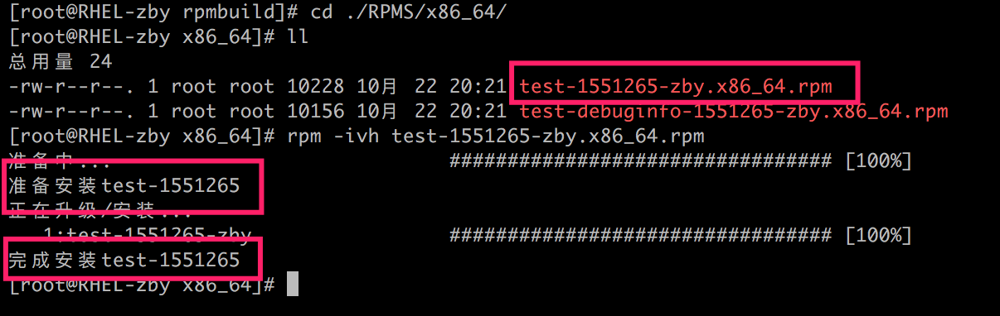 [root@RHEL-zby rpmbuild]# cd ./RPMS/x86_64/
[root@RHEL-zby x86_64]# ll
总用量 24
-rw-r--r--. 1 root root 10228 10月 22 20:21 test-1551265-zby.x86_64.rpm
-rw-r--r--. 1 root root 10156 10月 22 20:21 test-debuginfo-1551265-zby.x86_64.rpm
[root@RHEL-zby x86_64]# rpm -ivh test-1551265-zby.x86_64.rpm
准备中... ################################# [100%]
准备安装test-1551265
正在升级/安装...
1:test-1551265-zby ################################# [100%]
完成安装test-1551265
[root@RHEL-zby x86_64]#